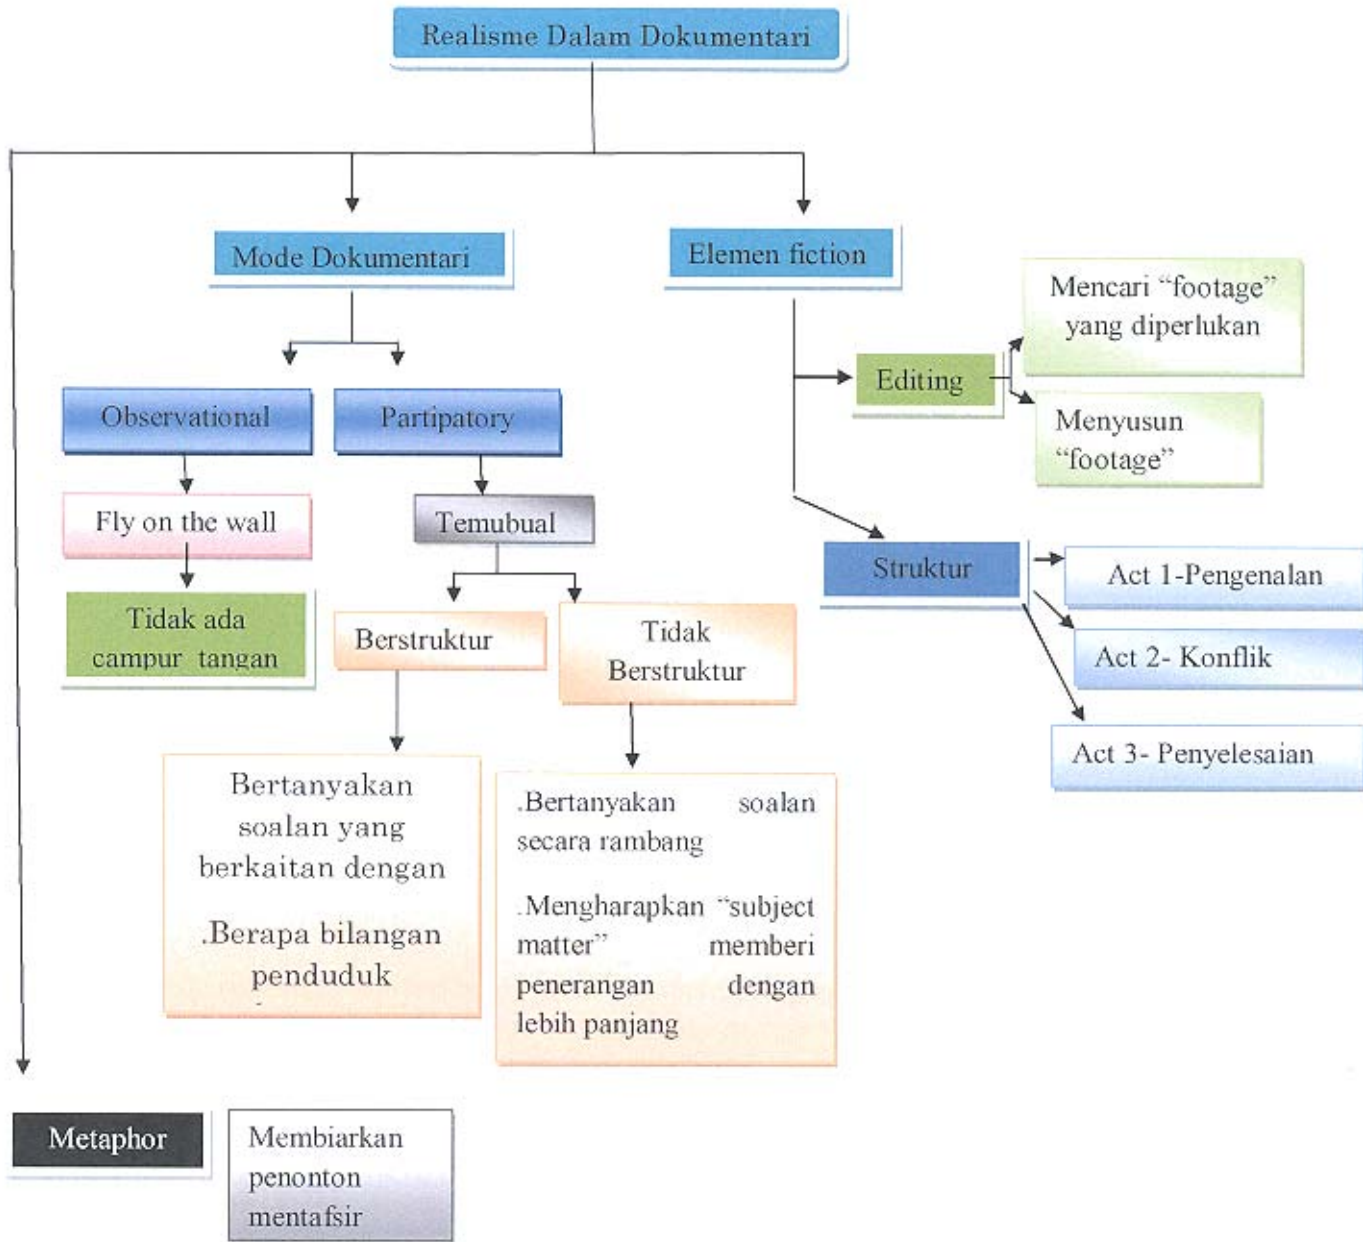 Realisme Dalam Dokumentari
Mode Dokumentari
Elemen fiction
Mencari “footage”
yang diperlukan
Editing
Menyusun
“footage”
Observational
Partipatory
Fly on the wall
Temubual
Tidak ada
campur tangan
Berstruktur
Tidak
Berstruktur
Struktur
Act 1-Pengenalan
Act 2- Konflik
Act 3- Penyelesaian
Bertanyakan
soalan yang
berkaitan dengan
.Berapa bilangan
penduduk
.Bertanyakan soalan
secara rambang
.Mengharapkan “subject
matter” memberi
penerangan dengan
lebih panjang
Metaphor
Membiarkan
penonton
mentafsir